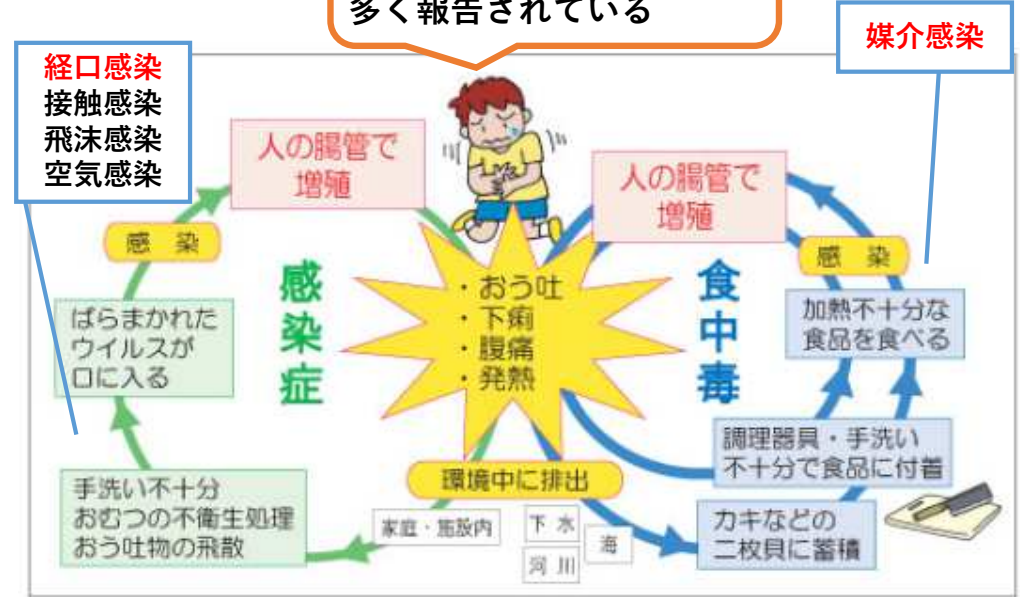 多く報告されている
媒介感染
経口感染
接触感染
飛沫感染
空気感染
人の腸管で
増殖
人の腸管で
増殖
感 染
感 染
感染症
食中毒
・おう吐
・下痢
・腹痛
・発熱
ばらまかれた
ウイルスが
口に入る
加熱不十分な
食品を食べる
調理器具・手洗い
不十分で食品に付着
環境中に排出
手洗い不十分
おむつの不衛生処理
おう吐物の飛散
家庭・施設内
下 水
海
河 川
カキなどの
二枚貝に蓄積